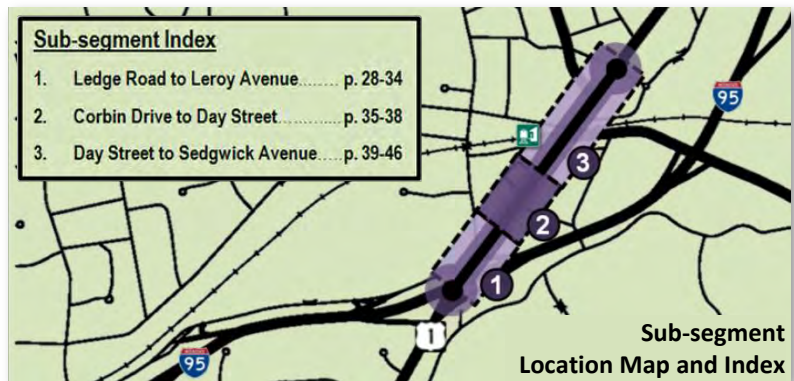 Sub-segment Index
1. Ledge Road to Leroy Avenue........ p. 28-34
2. Corbin Drive to Day Street.............. p. 35-38
3. Day Street to Sedgwick Avenue..... p. 39-46
95
3
2
1
1
95
Sub-segment
Location Map and Index